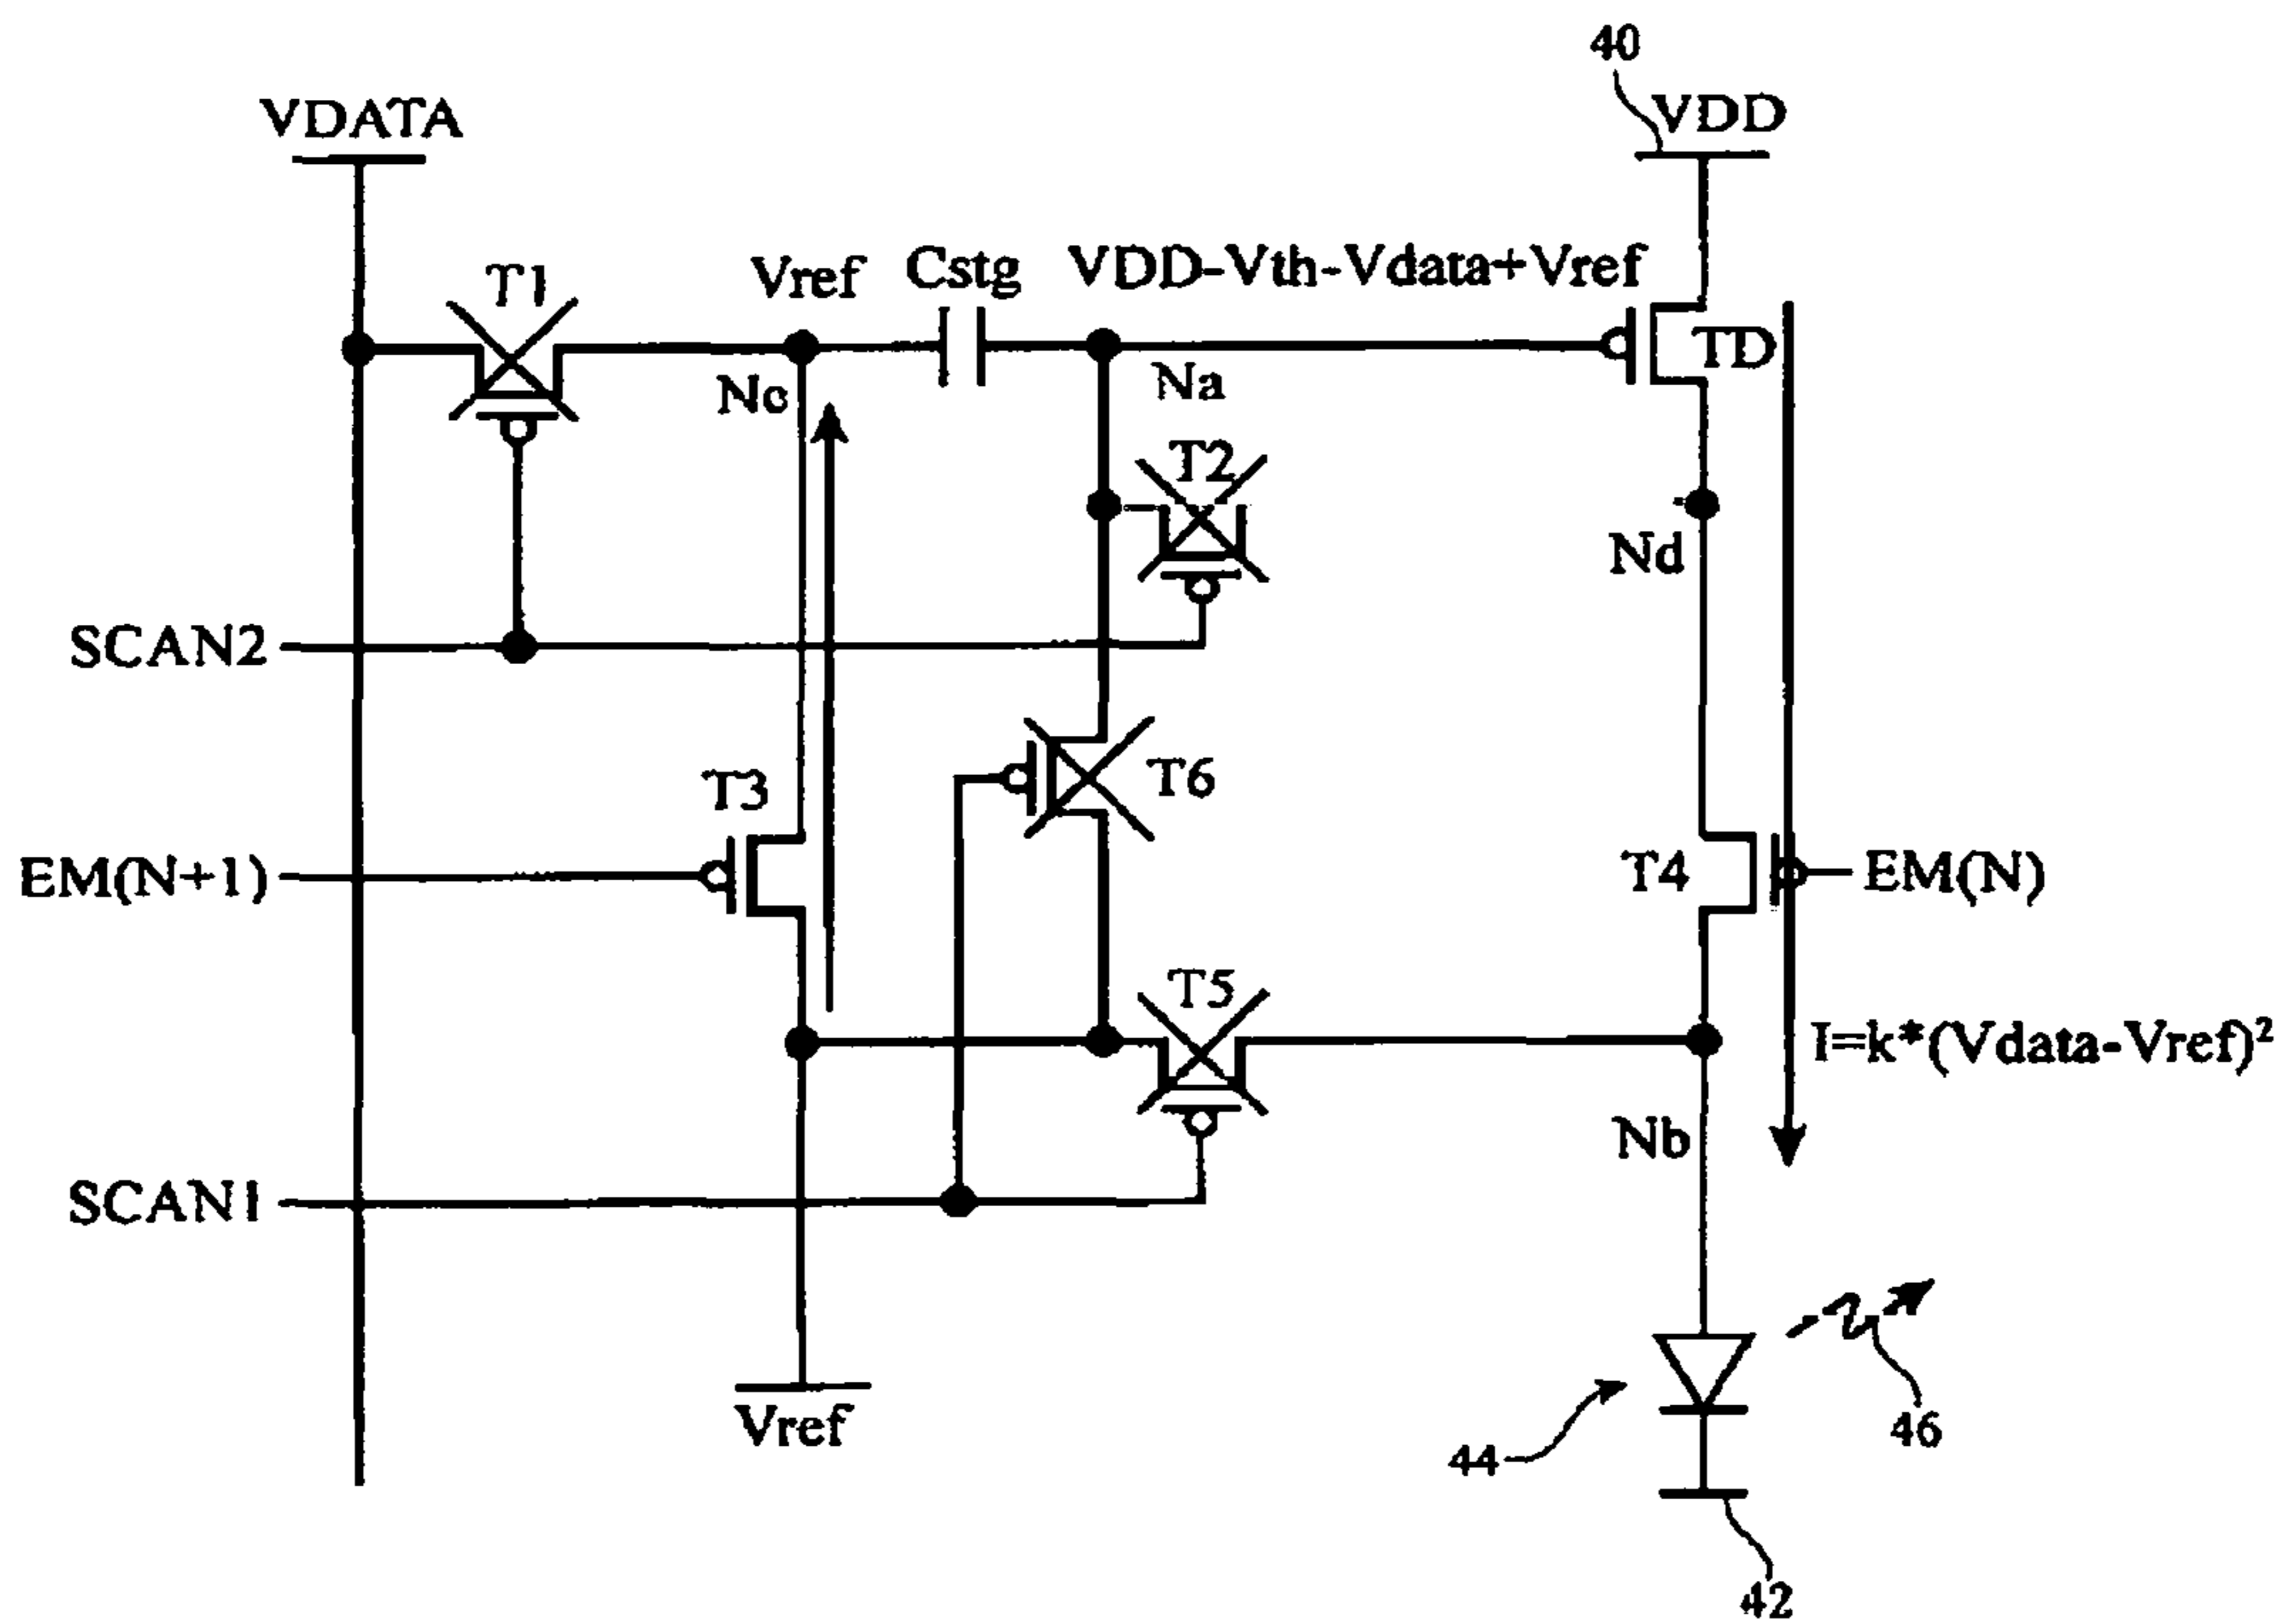 40
VDATA
VDD
T1
Vref
Cstg
VDD-Vth-Vdata+Vref
TD
Nc
Na
T2
Nd
SCAN2
T3
T6
EM(N+1)
T4
EM(N)
T5
I=k*(Vdata-Vref)²
Nb
SCAN1
Vref
44
46
42